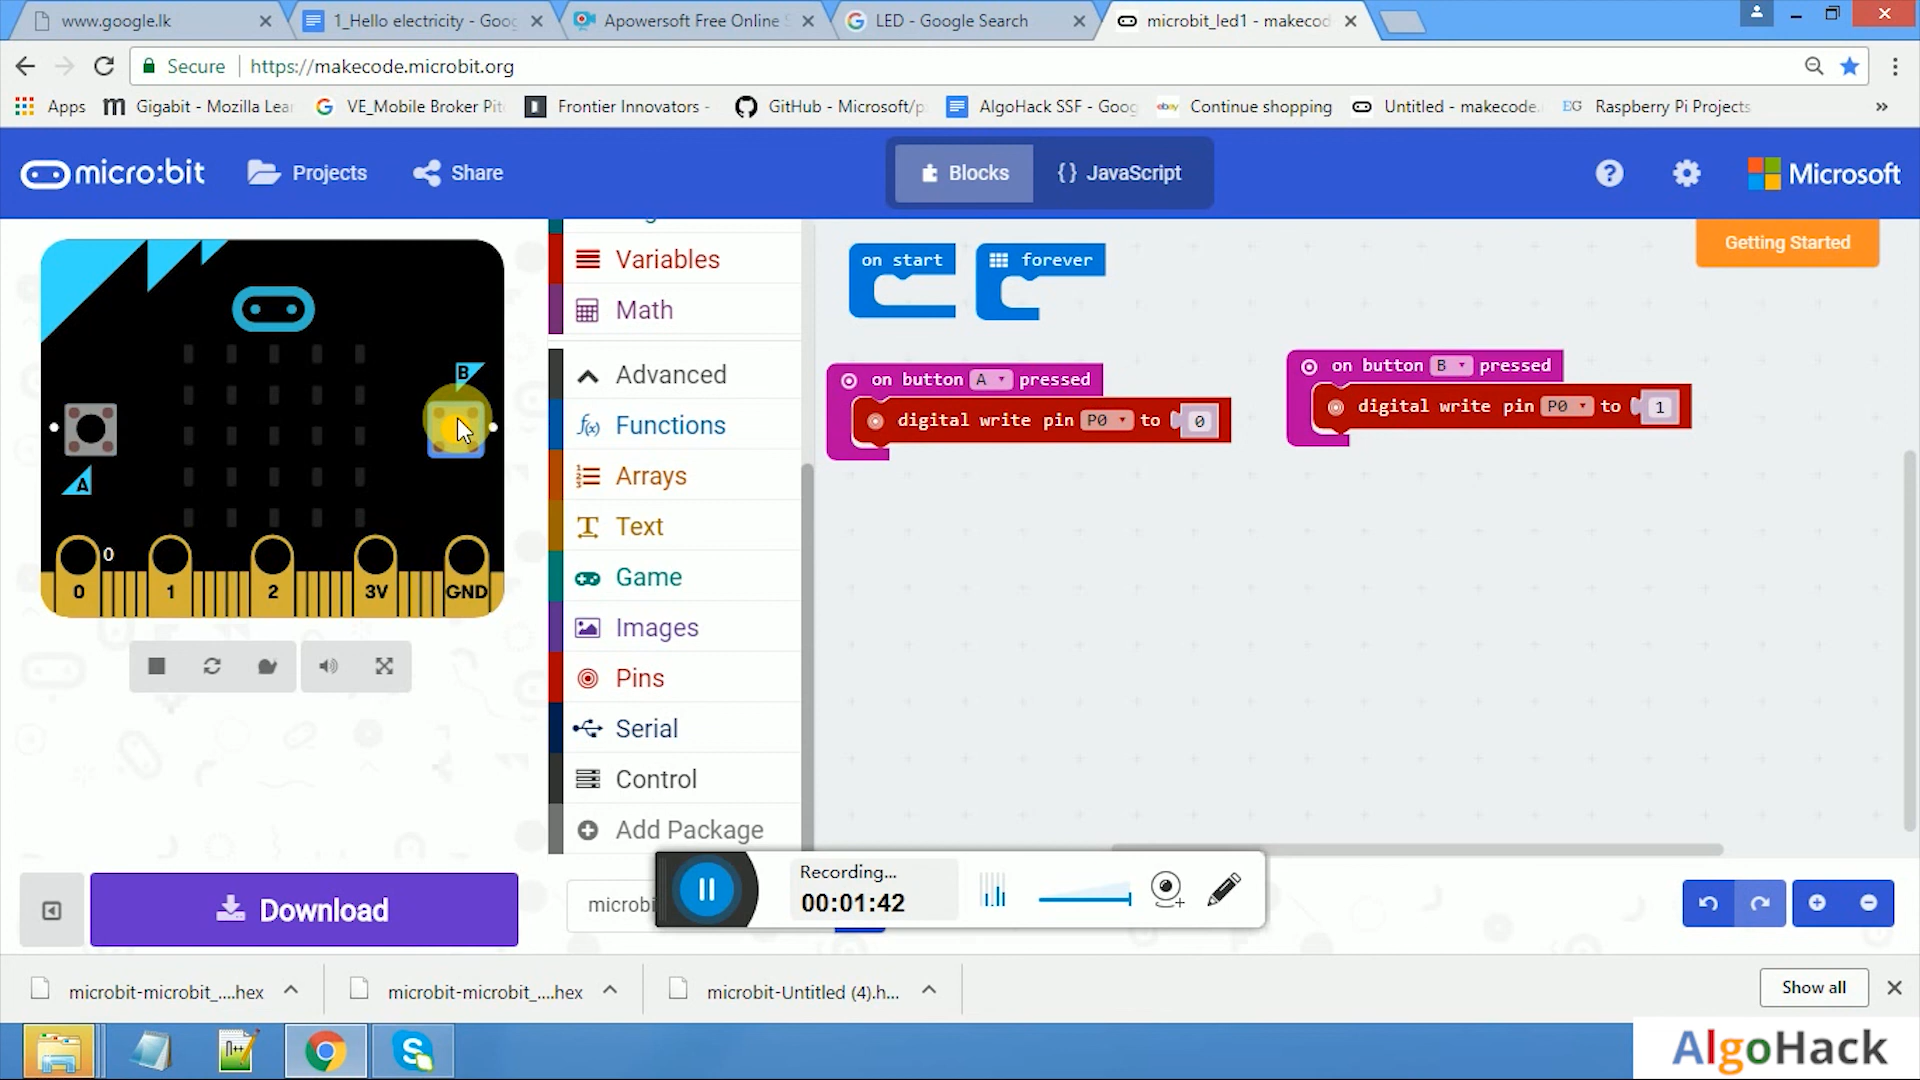 www.google.lk
1_Hello electricity - Goog
Apowersoft Free Online S
LED - Google Search
microbit_led1 - makecod
Secure
https://makecode.microbit.org
Apps
Gigabit - Mozilla Lear
VE_Mobile Broker Pit
Frontier Innovators -
GitHub - Microsoft/p
AlgoHack SSF - Goog
ebay
Continue shopping
Untitled - makecode.
EG
Raspberry Pi Projects
»
micro:bit
Projects
Share
Blocks
{} JavaScript
?
Microsoft
B
A
0
0
1
2
3V
GND
Variables
Math
Advanced
f(x) Functions
Arrays
T Text
Game
Images
Pins
Serial
Control
Add Package
Getting Started
on start
forever
on button A pressed
digital write pin P0 to 0
on button B pressed
digital write pin P0 to 1
Download
microbi
Recording...
00:01:42
microbit-microbit_....hex
microbit-microbit_....hex
microbit-Untitled (4).h...
Show all
AlgoHack